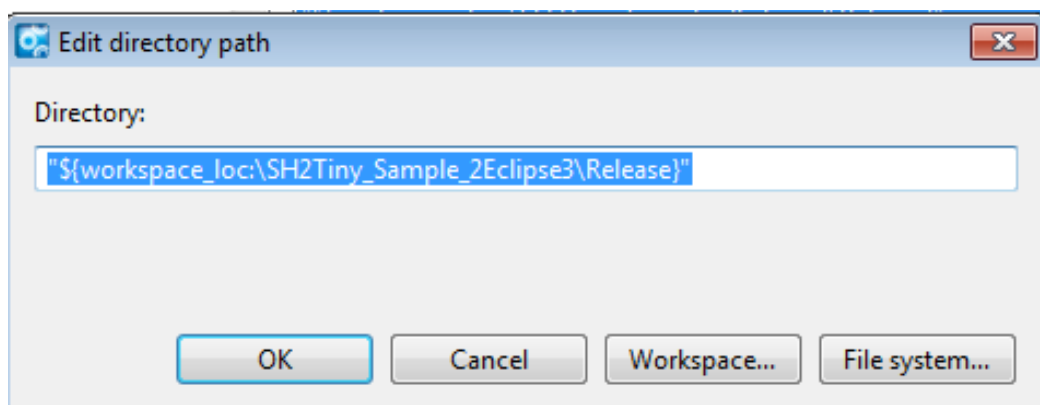 Edit directory path
Directory:
"${workspace_loc:\SH2Tiny_Sample_2Eclipse3\Release}"
OK Cancel Workspace... File system...